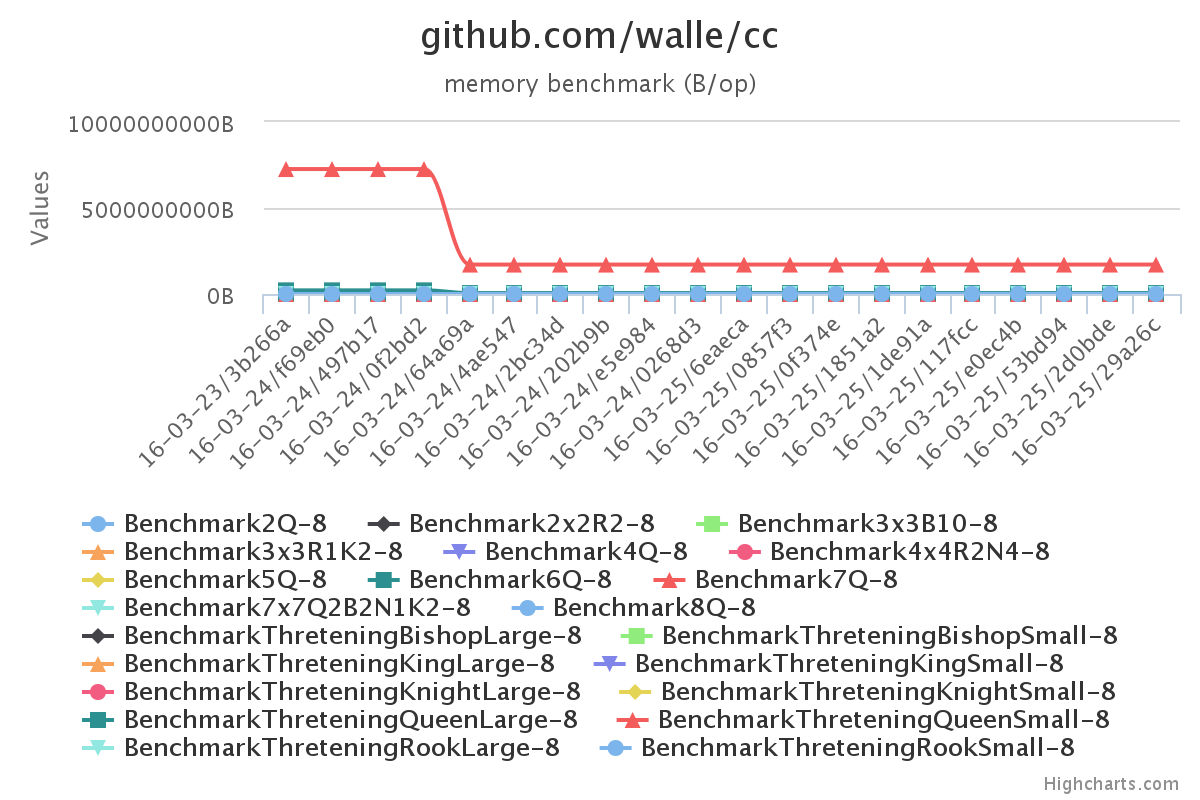 github.com/walle/cc
memory benchmark (B/op)
Values
10000000000B
5000000000B
0B
16-03-23/3b266a
16-03-24/f69eb0
16-03-24/497b17
16-03-24/0f2bd2
16-03-24/64a69a
16-03-24/4ae547
16-03-24/2bc34d
16-03-24/202b9b
16-03-24/e5e984
16-03-24/0268d3
16-03-25/6eaeca
16-03-25/0857f3
16-03-25/0f374e
16-03-25/1851a2
16-03-25/1de91a
16-03-25/117fcc
16-03-25/e0ec4b
16-03-25/53bd94
16-03-25/2d0bde
16-03-25/29a26c
Benchmark2Q-8 Benchmark2x2R2-8 Benchmark3x3B10-8
Benchmark3x3R1K2-8 Benchmark4Q-8 Benchmark4x4R2N4-8
Benchmark5Q-8 Benchmark6Q-8 Benchmark7Q-8
Benchmark7x7Q2B2N1K2-8 Benchmark8Q-8
BenchmarkThreteningBishopLarge-8 BenchmarkThreteningBishopSmall-8
BenchmarkThreteningKingLarge-8 BenchmarkThreteningKingSmall-8
BenchmarkThreteningKnightLarge-8 BenchmarkThreteningKnightSmall-8
BenchmarkThreteningQueenLarge-8 BenchmarkThreteningQueenSmall-8
BenchmarkThreteningRookLarge-8 BenchmarkThreteningRookSmall-8
Highcharts.com